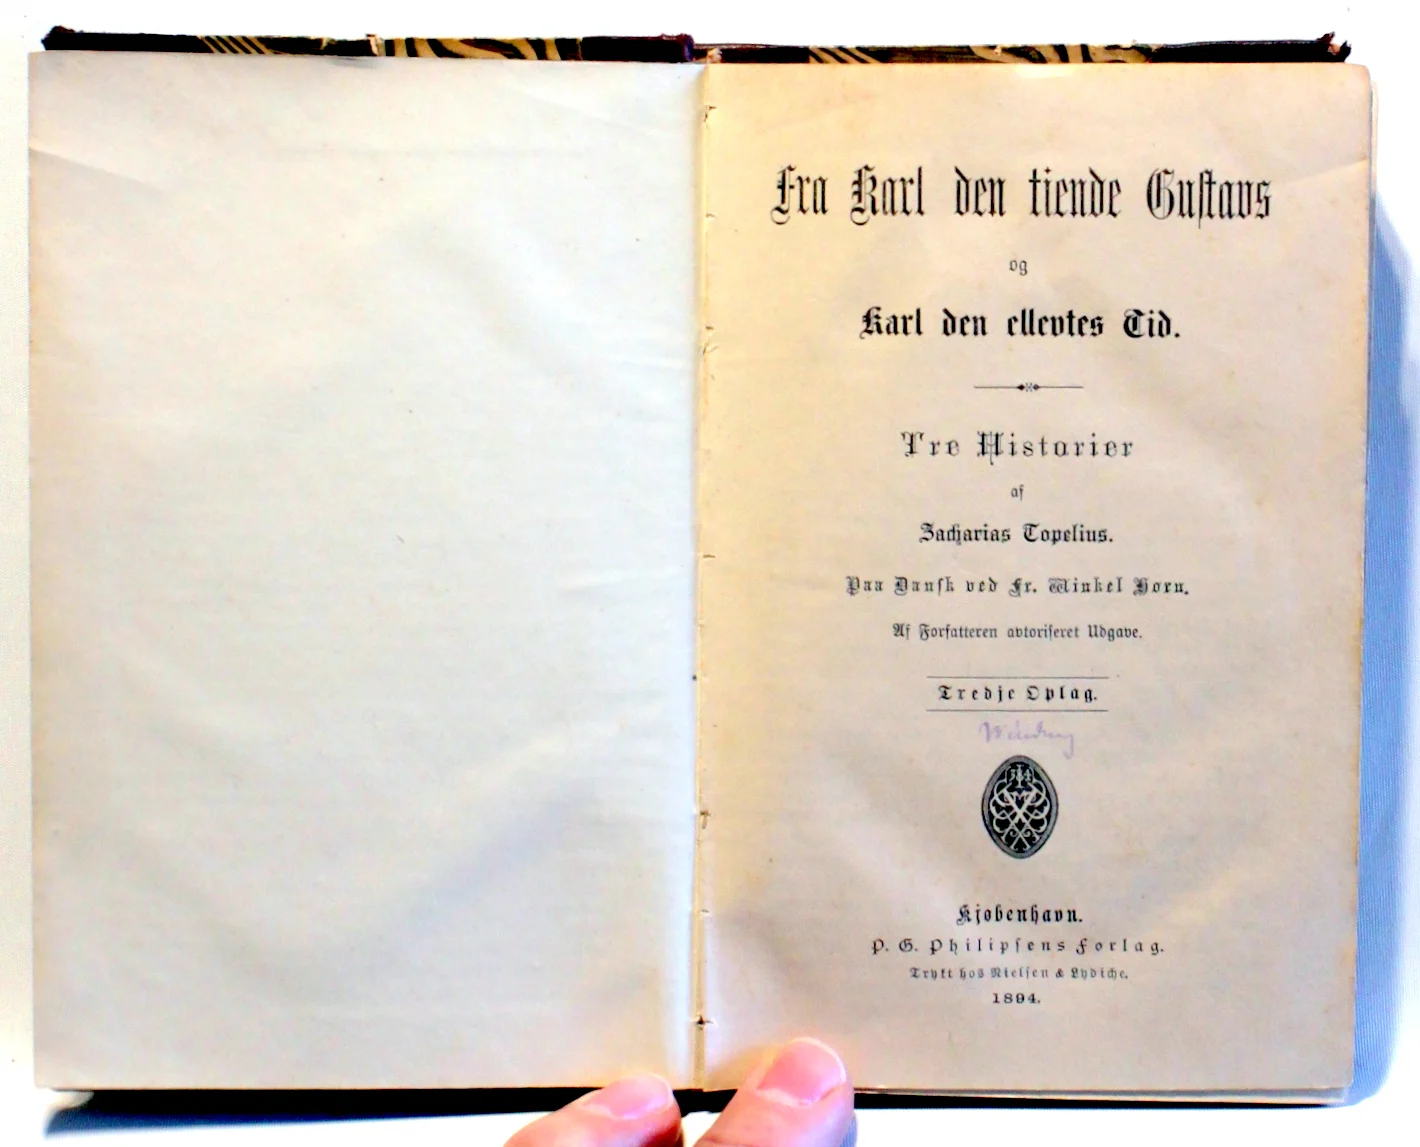 Fra Karl den tiende Gustavs
og
Karl den ellevtes Tid.
Tre Historier
af
Zacharias Topelius.
Paa Dansk ved Fr. Winkel Horn.
Af Forfatteren avtoriseret Udgave.
Tredje Oplag.
Kjøbenhavn.
P. G. Philipsens Forlag.
Trykt hos Nielsen & Lydiche.
1894.